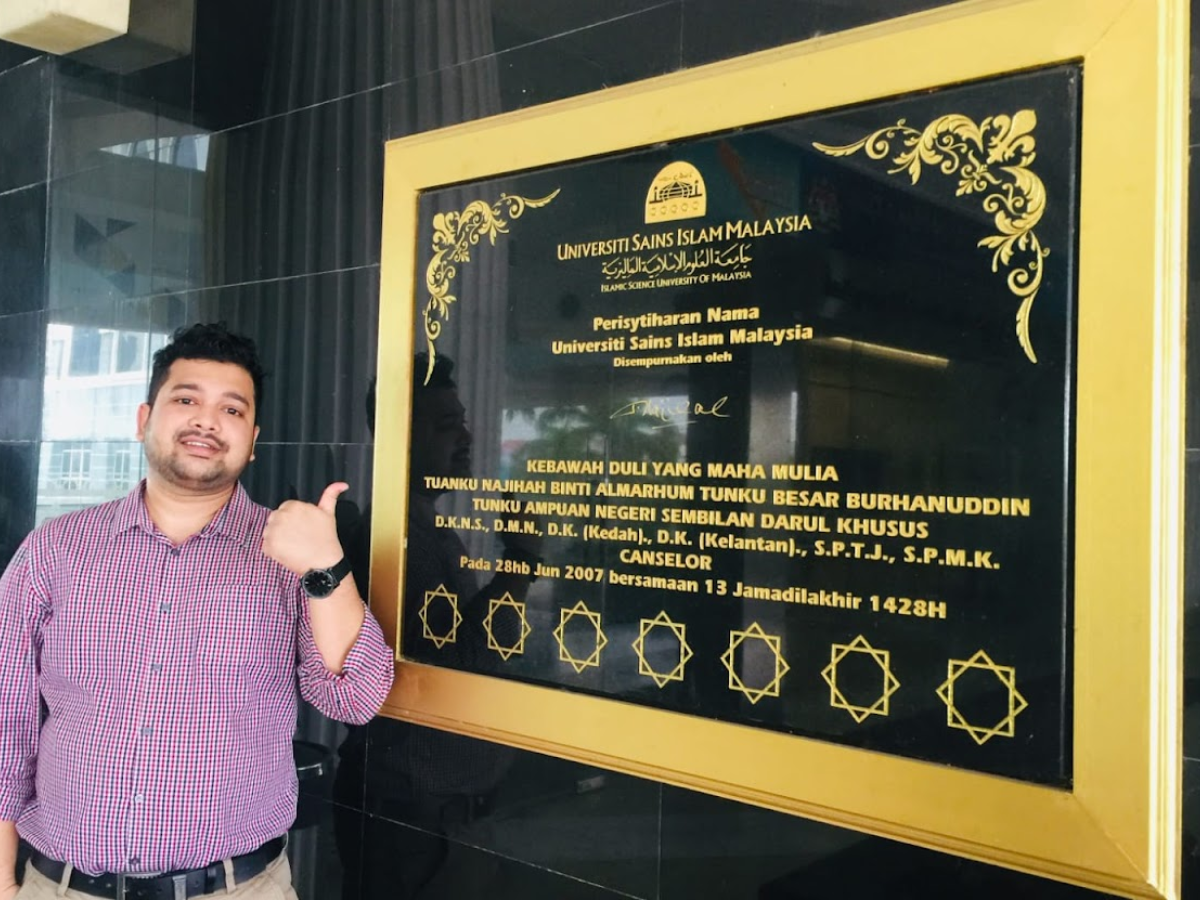 UNIVERSITI SAINS ISLAM MALAYSIA
جامعة العلوم الإسلامية الماليزية
ISLAMIC SCIENCE UNIVERSITY OF MALAYSIA
Perisytiharan Nama
Universiti Sains Islam Malaysia
Disempurnakan oleh
KEBAWAH DULI YANG MAHA MULIA
TUANKU NAJIHAH BINTI ALMARHUM TUNKU BESAR BURHANUDDIN
TUNKU AMPUAN NEGERI SEMBILAN DARUL KHUSUS
D.K.N.S., D.M.N., D.K. (Kedah)., D.K. (Kelantan)., S.P.T.J., S.P.M.K.
CANSELOR
Pada 28hb Jun 2007 bersamaan 13 Jamadilakhir 1428H